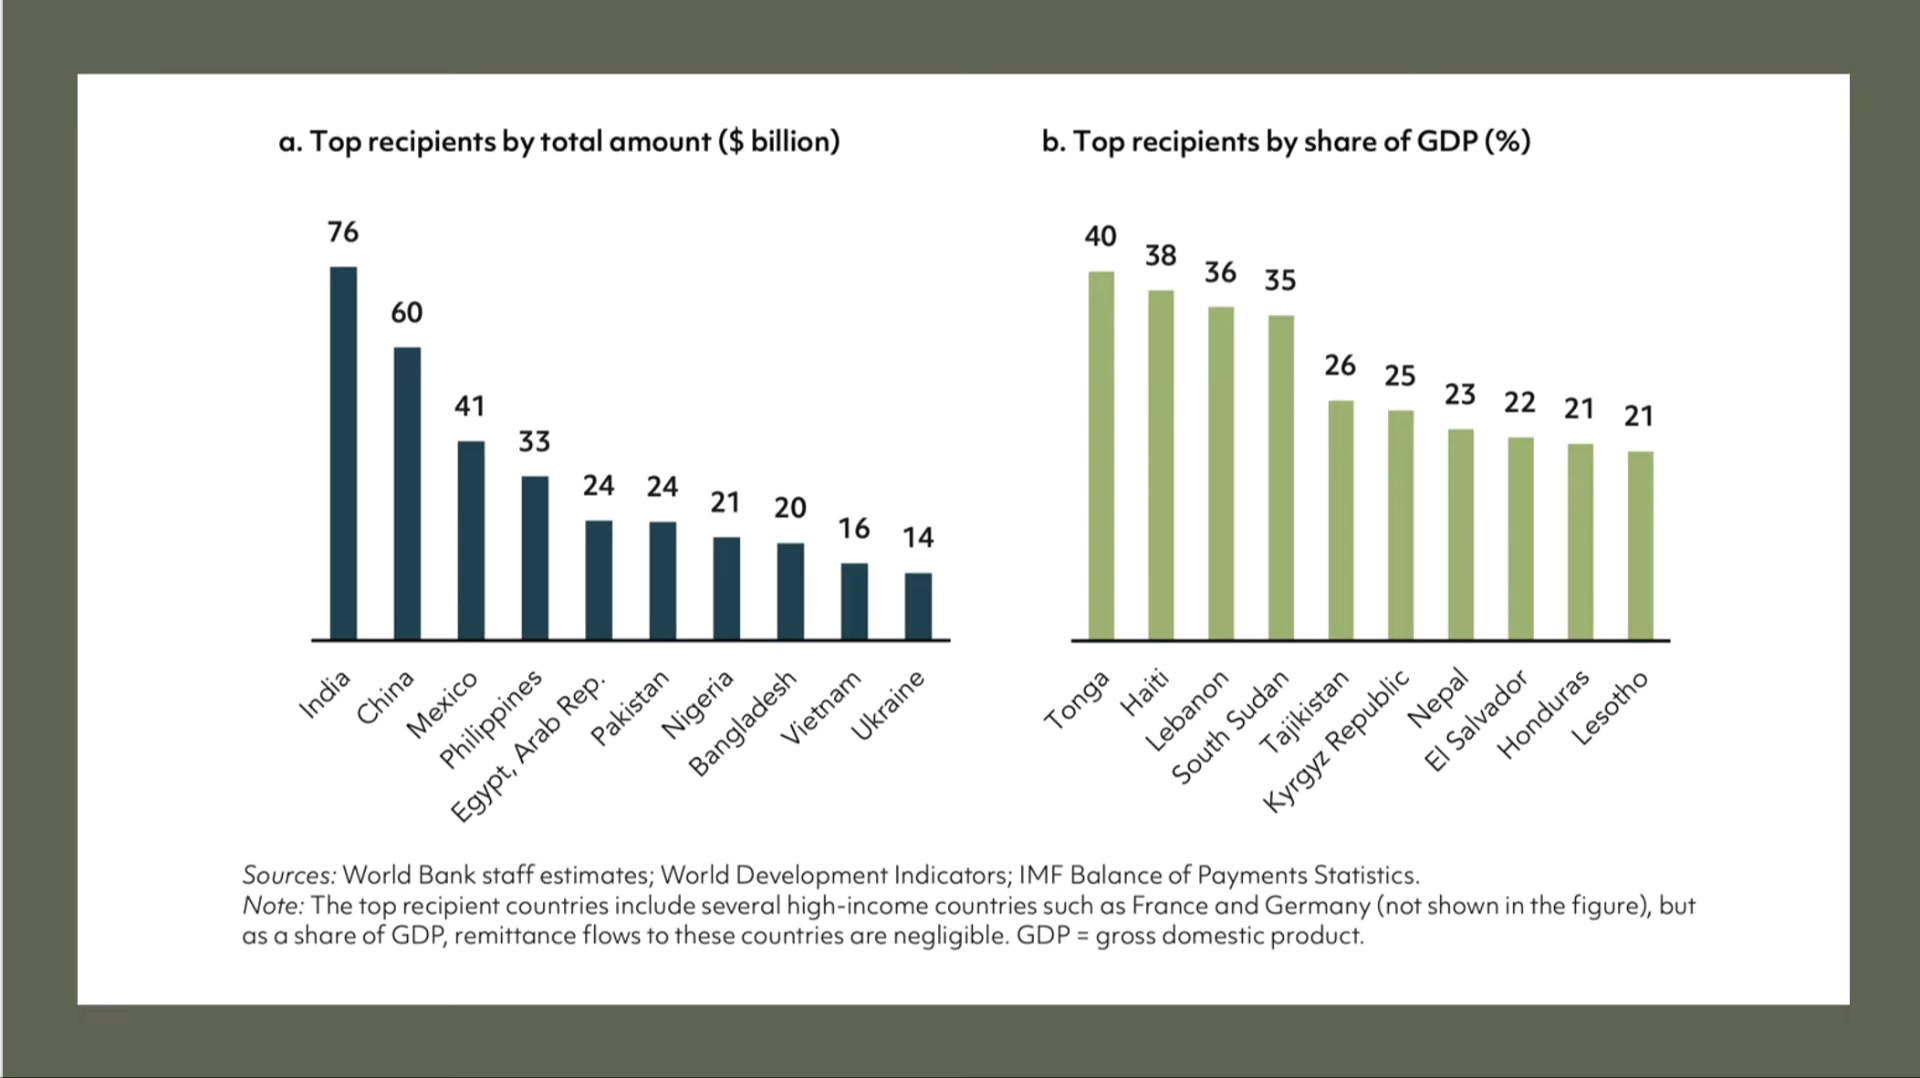 a. Top recipients by total amount ($ billion)
76
60
41
33
24
24
21
20
16
14
India
China
Mexico
Philippines
Egypt, Arab Rep.
Pakistan
Nigeria
Bangladesh
Vietnam
Ukraine
b. Top recipients by share of GDP (%)
40
38
36
35
26
25
23
22
21
21
Tonga
Haiti
Lebanon
South Sudan
Tajikistan
Kyrgyz Republic
Nepal
El Salvador
Honduras
Lesotho
Sources: World Bank staff estimates; World Development Indicators; IMF Balance of Payments Statistics.
Note: The top recipient countries include several high-income countries such as France and Germany (not shown in the figure), but
as a share of GDP, remittance flows to these countries are negligible. GDP = gross domestic product.